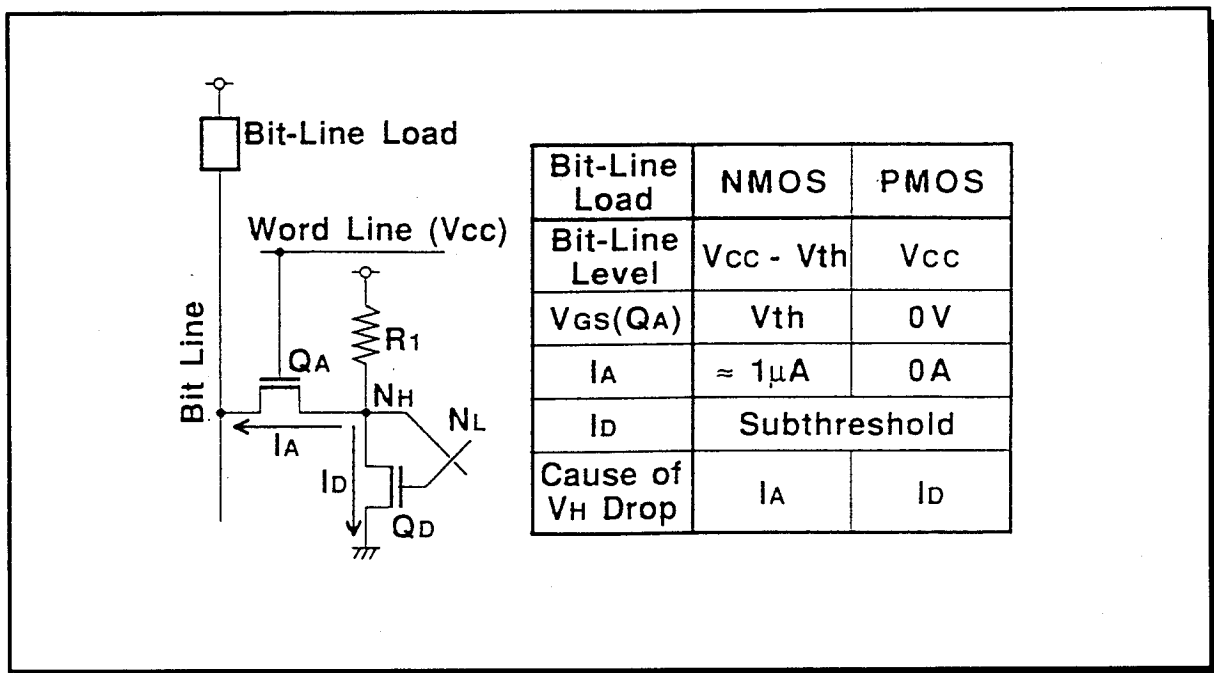 Bit-Line Load
Word Line (Vcc)
Bit Line
QA
R1
NH
NL
IA
ID
QD
Bit-Line Load NMOS PMOS
Bit-Line Level Vcc - Vth Vcc
VGS(QA) Vth 0V
IA ≈ 1μA 0A
ID Subthreshold
Cause of VH Drop IA ID